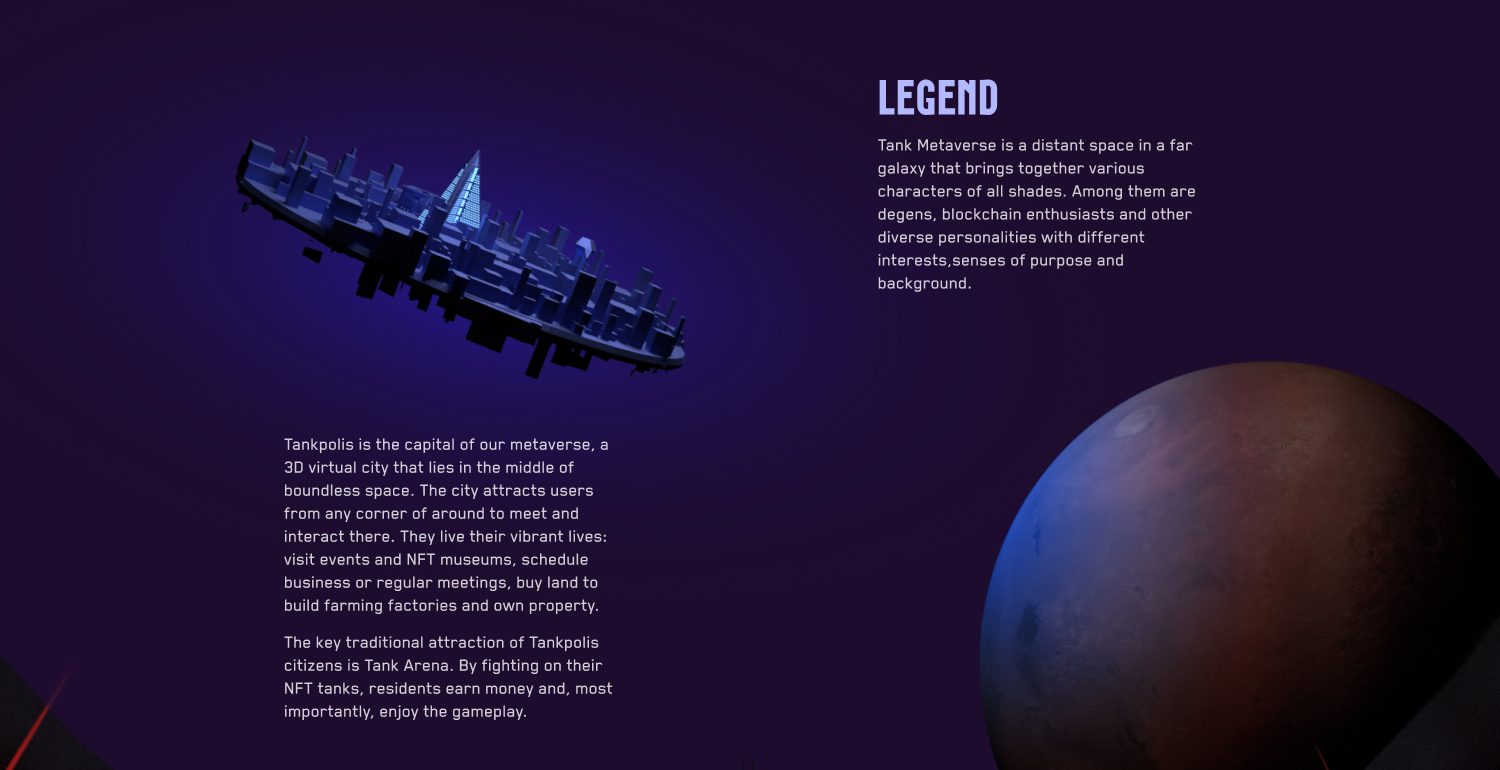 LEGEND
Tank Metaverse is a distant space in a far
galaxy that brings together various
characters of all shades. Among them are
degens, blockchain enthusiasts and other
diverse personalities with different
interests,senses of purpose and
background.
Tankpolis is the capital of our metaverse, a
3D virtual city that lies in the middle of
boundless space. The city attracts users
from any corner of around to meet and
interact there. They live their vibrant lives:
visit events and NFT museums, schedule
business or regular meetings, buy land to
build farming factories and own property.
The key traditional attraction of Tankpolis
citizens is Tank Arena. By fighting on their
NFT tanks, residents earn money and, most
importantly, enjoy the gameplay.